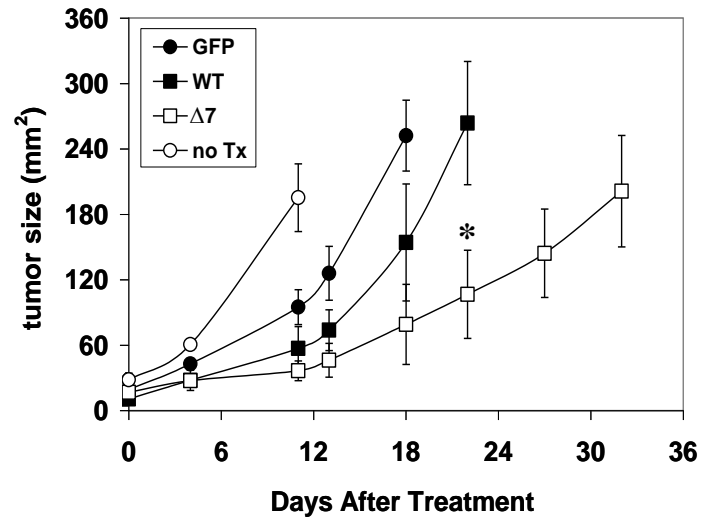 360
300
240
180
120
60
0
tumor size (mm²)
GFP
WT
Δ7
no Tx
*
0 6 12 18 24 30 36
Days After Treatment